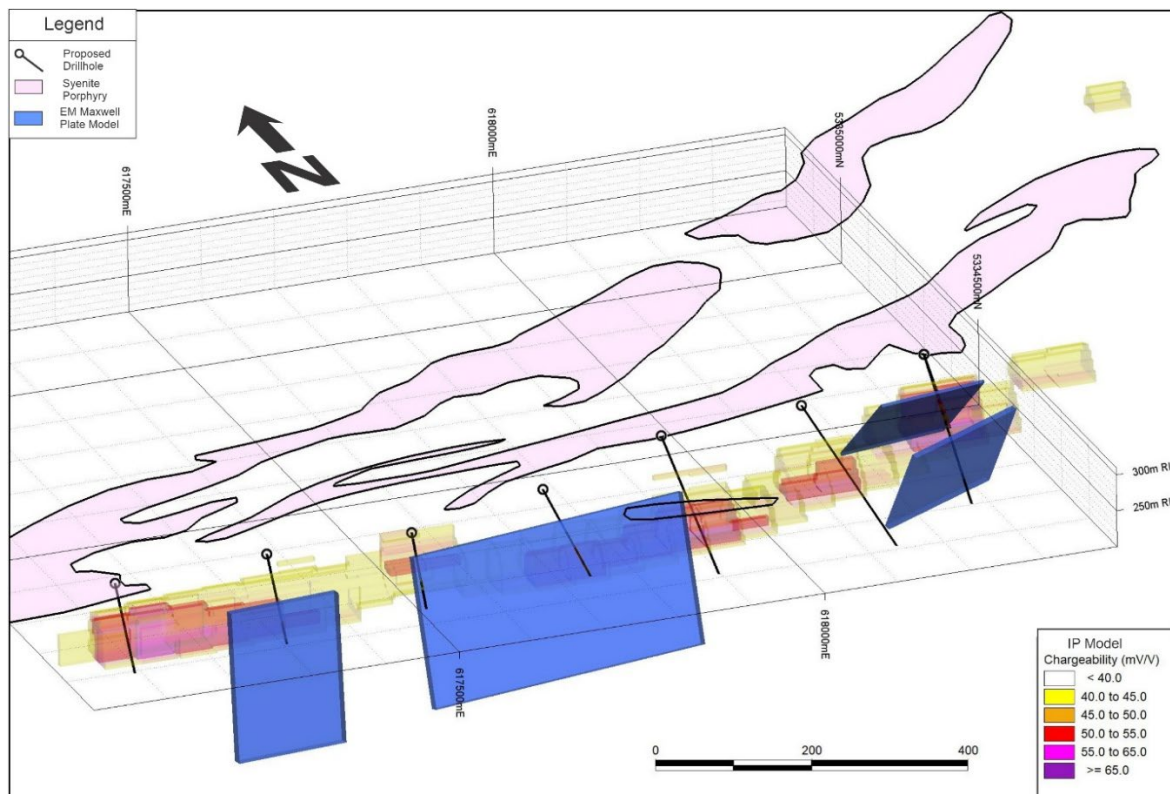 Legend
Proposed
Drillhole
Syenite
Porphyry
EM Maxwell
Plate Model
N
617500mE
618000mE
5335000mN
5334500mN
300m Rl
250m Rl
617500mE
618000mE
0 200 400
IP Model
Chargeability (mV/V)
< 40.0
40.0 to 45.0
45.0 to 50.0
50.0 to 55.0
55.0 to 65.0
>= 65.0